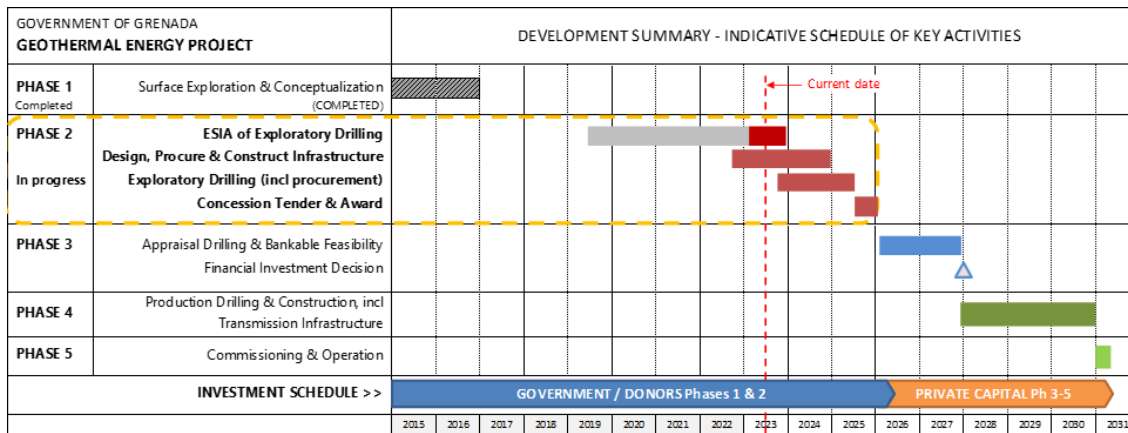 GOVERNMENT OF GRENADA
GEOTHERMAL ENERGY PROJECT
DEVELOPMENT SUMMARY - INDICATIVE SCHEDULE OF KEY ACTIVITIES
PHASE 1
Completed
Surface Exploration & Conceptualization
(COMPLETED)
Current date
PHASE 2
In progress
ESIA of Exploratory Drilling
Design, Procure & Construct Infrastructure
Exploratory Drilling (incl procurement)
Concession Tender & Award
PHASE 3
Appraisal Drilling & Bankable Feasibility
Financial Investment Decision
PHASE 4
Production Drilling & Construction, incl
Transmission Infrastructure
PHASE 5
Commissioning & Operation
INVESTMENT SCHEDULE >>
GOVERNMENT / DONORS Phases 1 & 2
PRIVATE CAPITAL Ph 3-5
2015 2016 2017 2018 2019 2020 2021 2022 2023 2024 2025 2026 2027 2028 2029 2030 2031